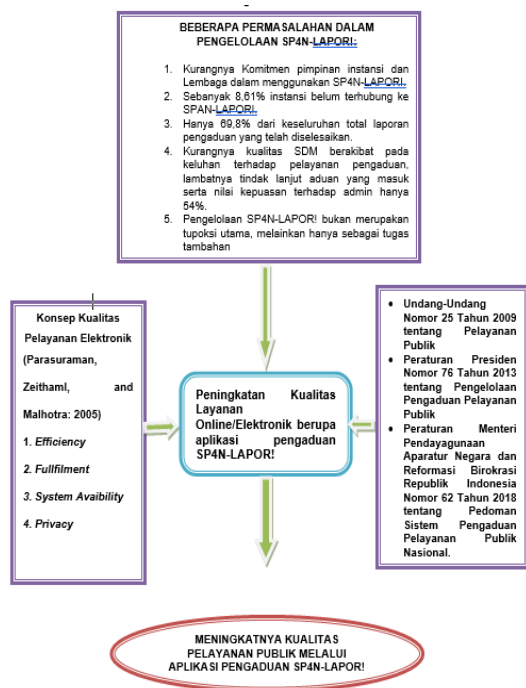 BEBERAPA PERMASALAHAN DALAM
PENGELOLAAN SP4N-LAPOR!:
1. Kurangnya Komitmen pimpinan instansi dan
Lembaga dalam menggunakan SP4N-LAPOR!.
2. Sebanyak 8,61% instansi belum terhubung ke
SPAN-LAPOR!.
3. Hanya 69,8% dari keseluruhan total laporan
pengaduan yang telah diselesaikan.
4. Kurangnya kualitas SDM berakibat pada
keluhan terhadap pelayanan pengaduan,
lambatnya tindak lanjut aduan yang masuk
serta nilai kepuasan terhadap admin hanya
54%.
5. Pengelolaan SP4N-LAPOR! bukan merupakan
tupoksi utama, melainkan hanya sebagai tugas
tambahan
Konsep Kualitas
Pelayanan Elektronik
(Parasuraman,
Zeithaml, and
Malhotra: 2005)
1. Efficiency
2. Fullfilment
3. System Avaibility
4. Privacy
Peningkatan Kualitas
Layanan
Online/Elektronik berupa
aplikasi pengaduan
SP4N-LAPOR!
• Undang-Undang
Nomor 25 Tahun 2009
tentang Pelayanan
Publik
• Peraturan Presiden
Nomor 76 Tahun 2013
tentang Pengelolaan
Pengaduan Pelayanan
Publik
• Peraturan Menteri
Pendayagunaan
Aparatur Negara dan
Reformasi Birokrasi
Republik Indonesia
Nomor 62 Tahun 2018
tentang Pedoman
Sistem Pengaduan
Pelayanan Publik
Nasional.
MENINGKATNYA KUALITAS
PELAYANAN PUBLIK MELALUI
APLIKASI PENGADUAN SP4N-LAPOR!